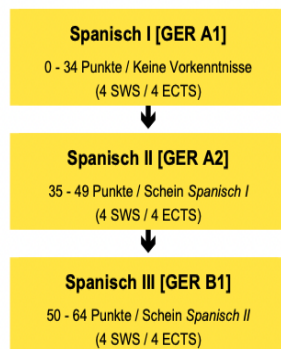 Spanisch I [GER A1]
0 - 34 Punkte / Keine Vorkenntnisse
(4 SWS / 4 ECTS)
Spanisch II [GER A2]
35 - 49 Punkte / Schein Spanisch I
(4 SWS / 4 ECTS)
Spanisch III [GER B1]
50 - 64 Punkte / Schein Spanisch II
(4 SWS / 4 ECTS)